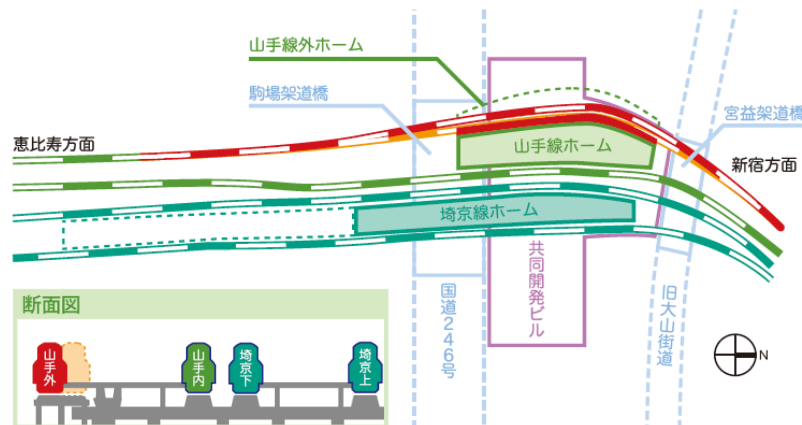 山手線外ホーム
駒場架道橋
宮益架道橋
恵比寿方面
山手線ホーム
新宿方面
埼京線ホーム
共同開発ビル
国道246号
旧大山街道
N
断面図
山手外
山手内
埼京下
埼京上